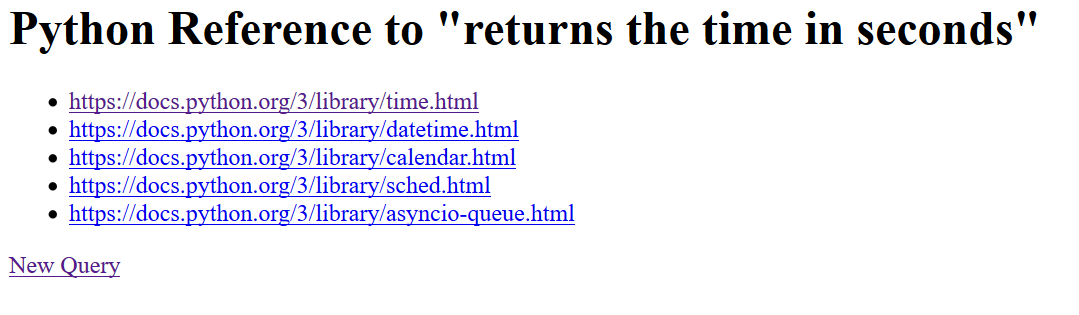 Python Reference to "returns the time in seconds"
https://docs.python.org/3/library/time.html
https://docs.python.org/3/library/datetime.html
https://docs.python.org/3/library/calendar.html
https://docs.python.org/3/library/sched.html
https://docs.python.org/3/library/asyncio-queue.html
New Query